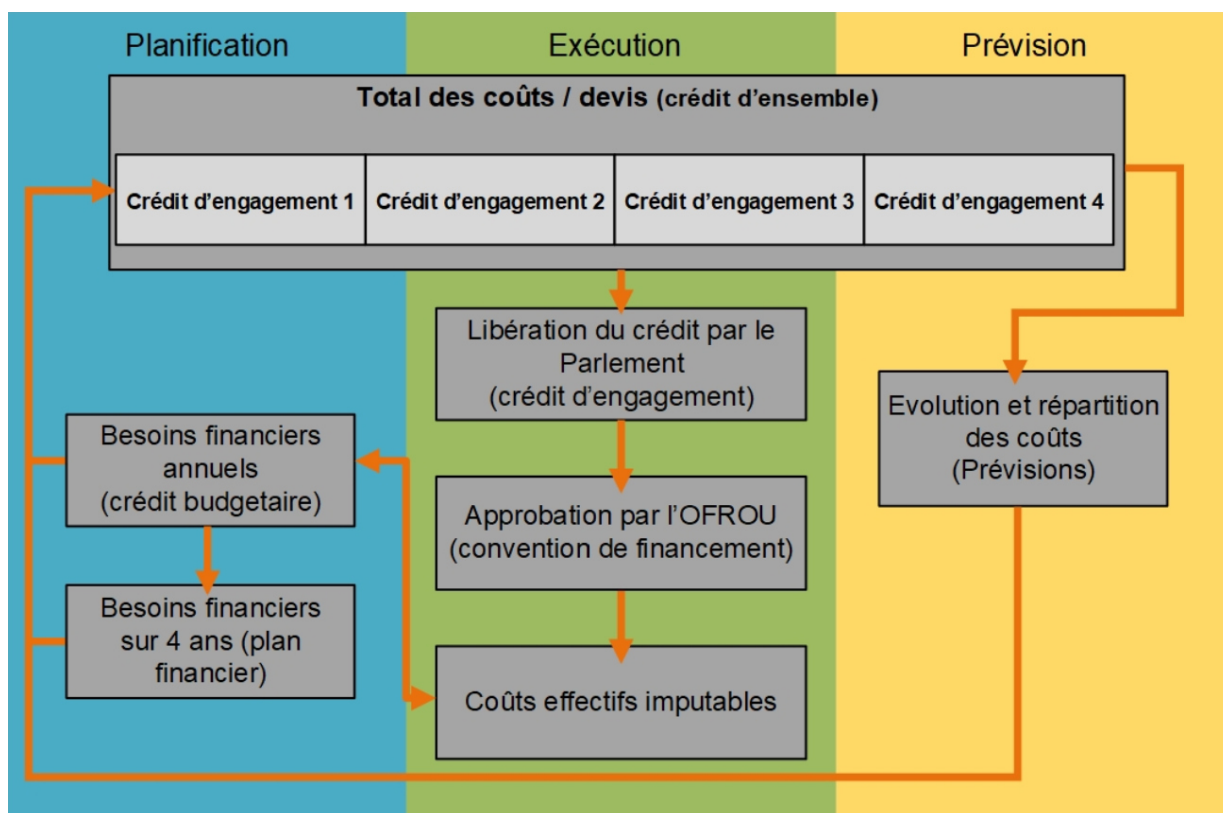 Planification
Exécution
Prévision
Total des coûts / devis (crédit d'ensemble)
Crédit d'engagement 1
Crédit d'engagement 2
Crédit d'engagement 3
Crédit d'engagement 4
Libération du crédit par le
Parlement
(crédit d'engagement)
Evolution et répartition
des coûts
(Prévisions)
Besoins financiers
annuels
(crédit budgetaire)
Approbation par l'OFROU
(convention de financement)
Besoins financiers
sur 4 ans (plan
financier)
Coûts effectifs imputables